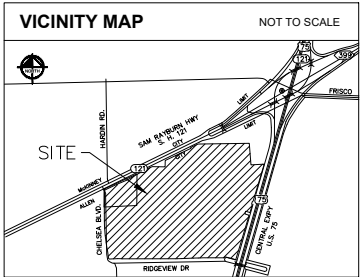 VICINITY MAP
NOT TO SCALE
NORTH
75
121
399
HARDIN RD.
LIMIT
FRISCO
SAM RAYBURN HWY
S. H. 121
CITY
LIMIT
CITY
SITE
121
McKINNEY
ALLEN
CHELSEA BLVD.
75
CENTRAL EXPY
U.S. 75
RIDGEVIEW DR